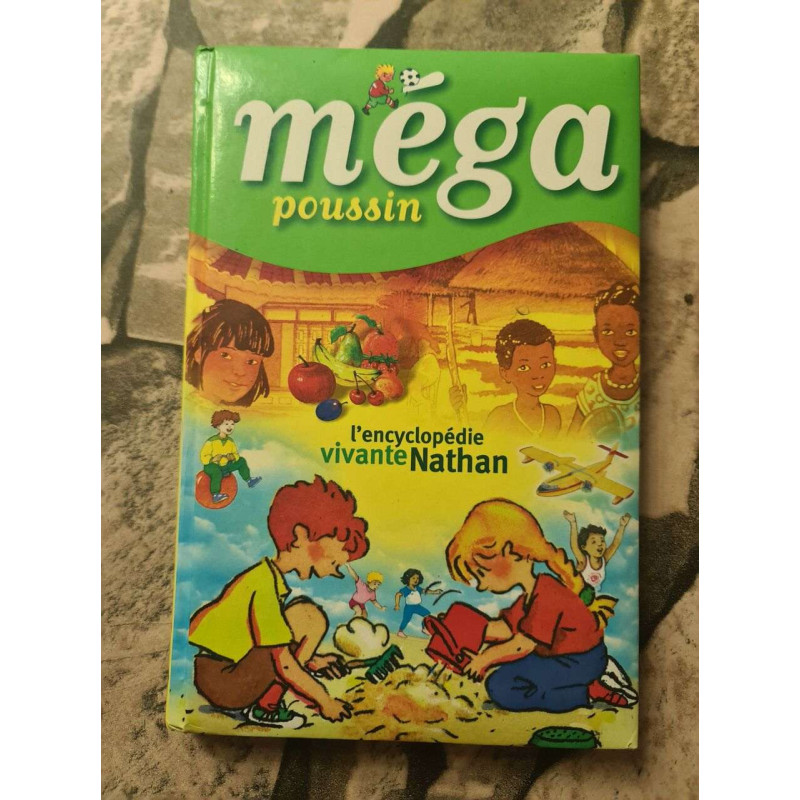 méga
poussin
l'encyclopédie
vivante Nathan